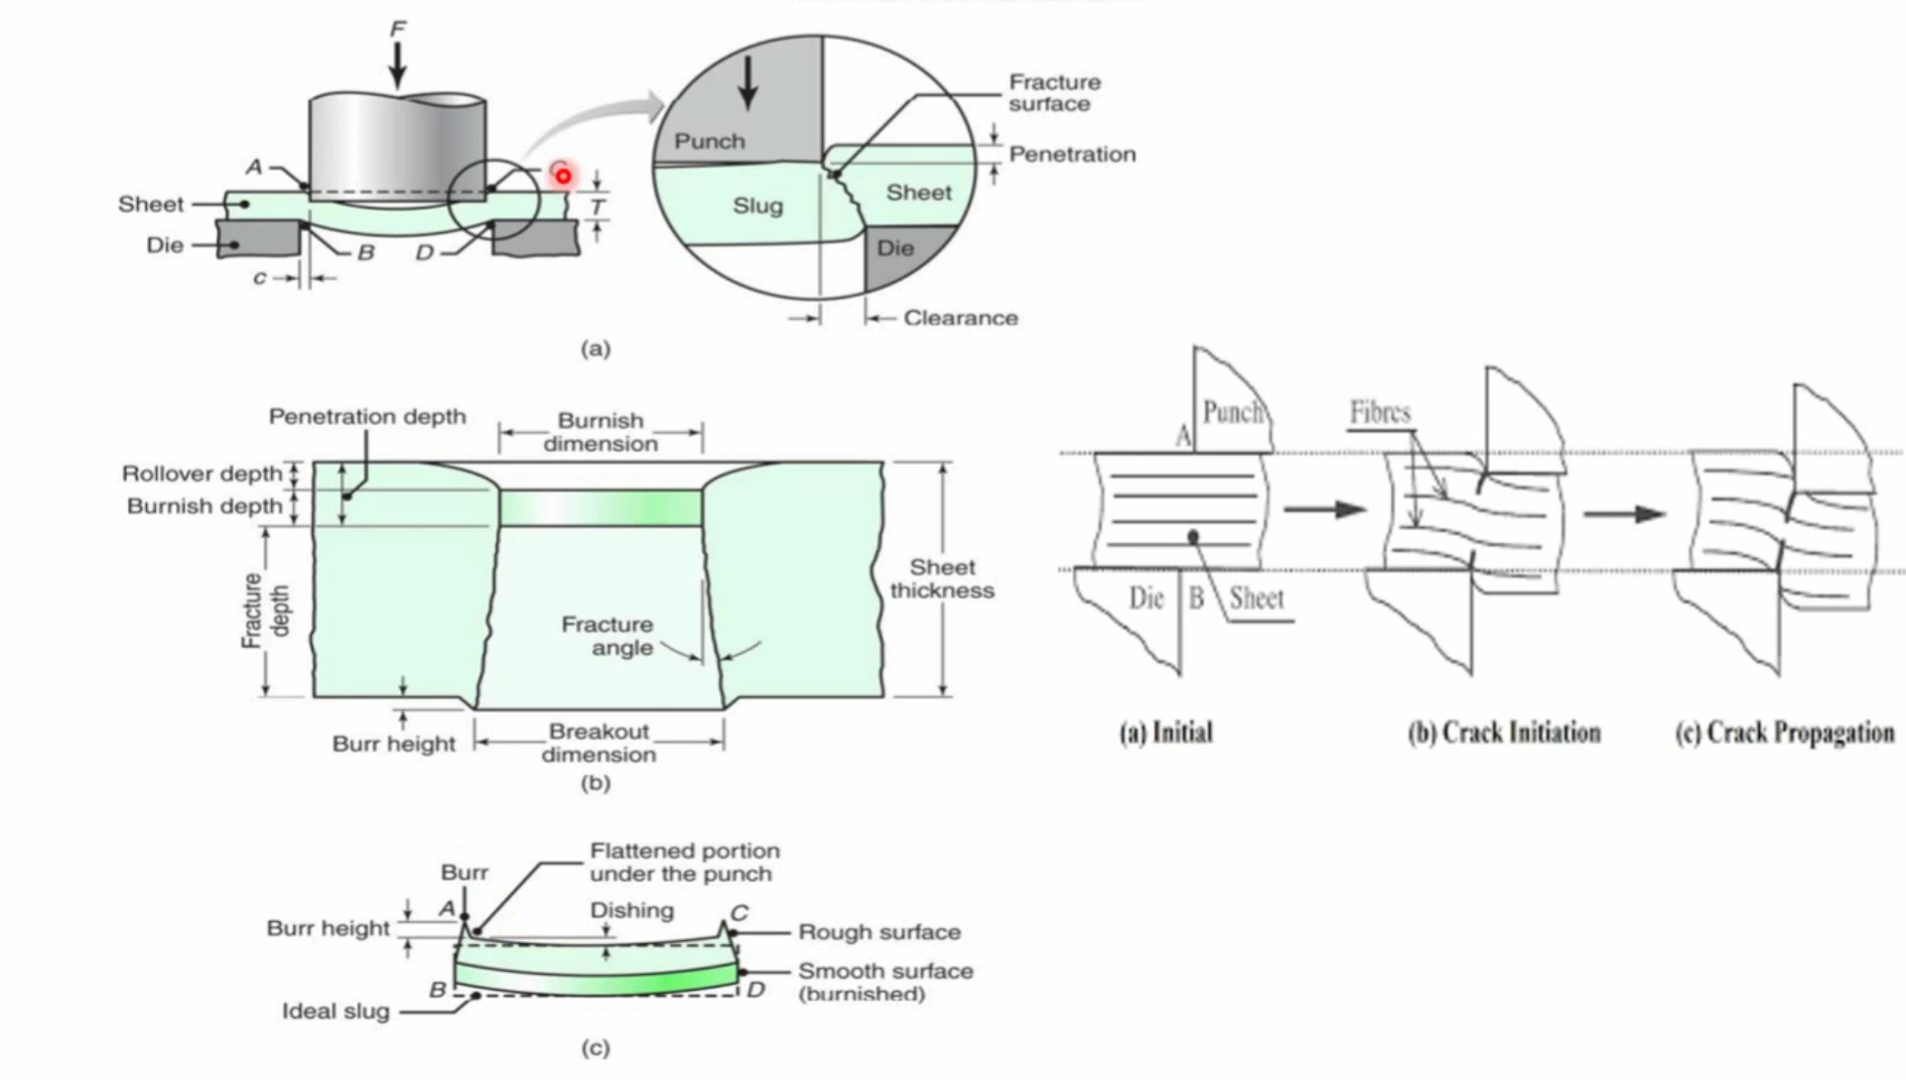 F
A
Sheet
Die
B
D
T
c
Punch
Slug
Sheet
Die
Fracture
surface
Penetration
Clearance
(a)
Penetration depth
Burnish
dimension
Rollover depth
Burnish depth
Fracture
depth
Fracture
angle
Sheet
thickness
Burr height
Breakout
dimension
(b)
Burr
Flattened portion
under the punch
A
Dishing
C
Burr height
Rough surface
Smooth surface
(burnished)
B
D
Ideal slug
(c)
A
Punch
Die
B
Sheet
Fibres
(a) Initial
(b) Crack Initiation
(c) Crack Propagation